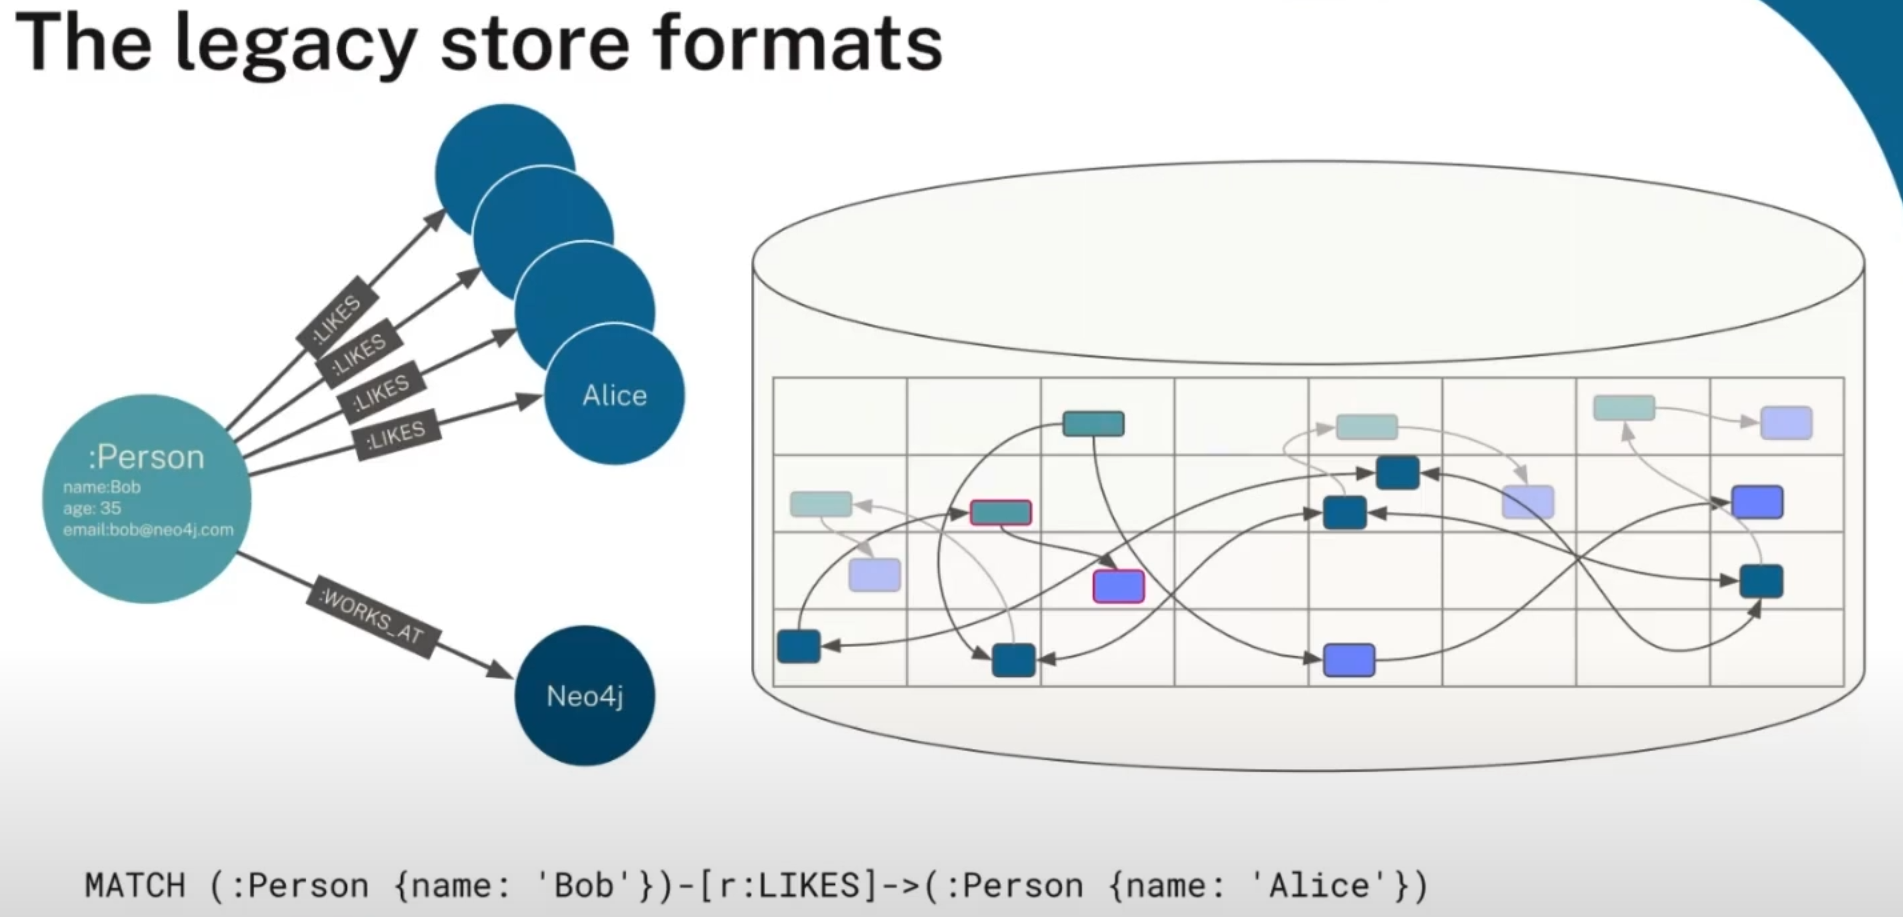 The legacy store formats
:LIKES
:LIKES
:LIKES
:LIKES
Alice
:Person
name:Bob
age: 35
email:bob@neo4j.com
:WORKS_AT
Neo4j
MATCH (:Person {name: 'Bob'})-[r:LIKES]->(:Person {name: 'Alice'})